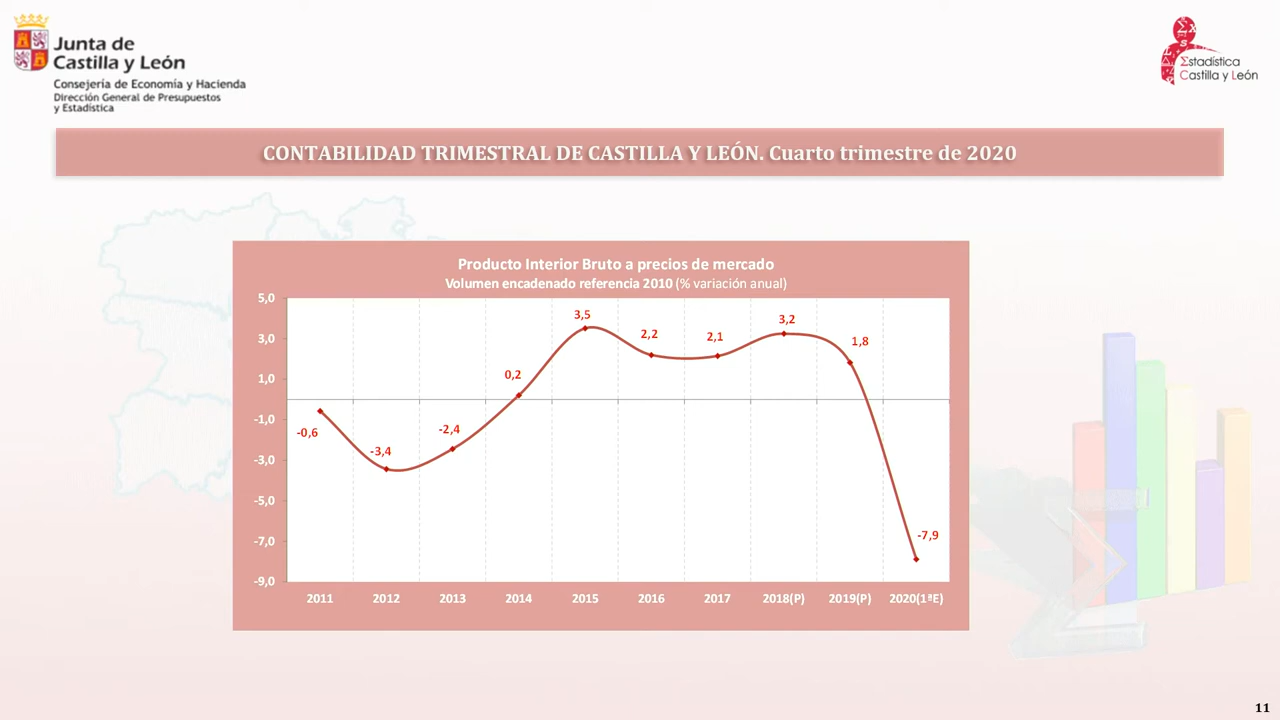 Junta de
Castilla y León
Consejería de Economía y Hacienda
Dirección General de Presupuestos
y Estadística
Estadística
Castilla y León
CONTABILIDAD TRIMESTRAL DE CASTILLA Y LEÓN. Cuarto trimestre de 2020
Producto Interior Bruto a precios de mercado
Volumen encadenado referencia 2010 (% variación anual)
5,0
3,0
1,0
-1,0
-3,0
-5,0
-7,0
-9,0
-0,6
-3,4
-2,4
0,2
3,5
2,2
2,1
3,2
1,8
-7,9
2011 2012 2013 2014 2015 2016 2017 2018(P) 2019(P) 2020(1ªE)
11